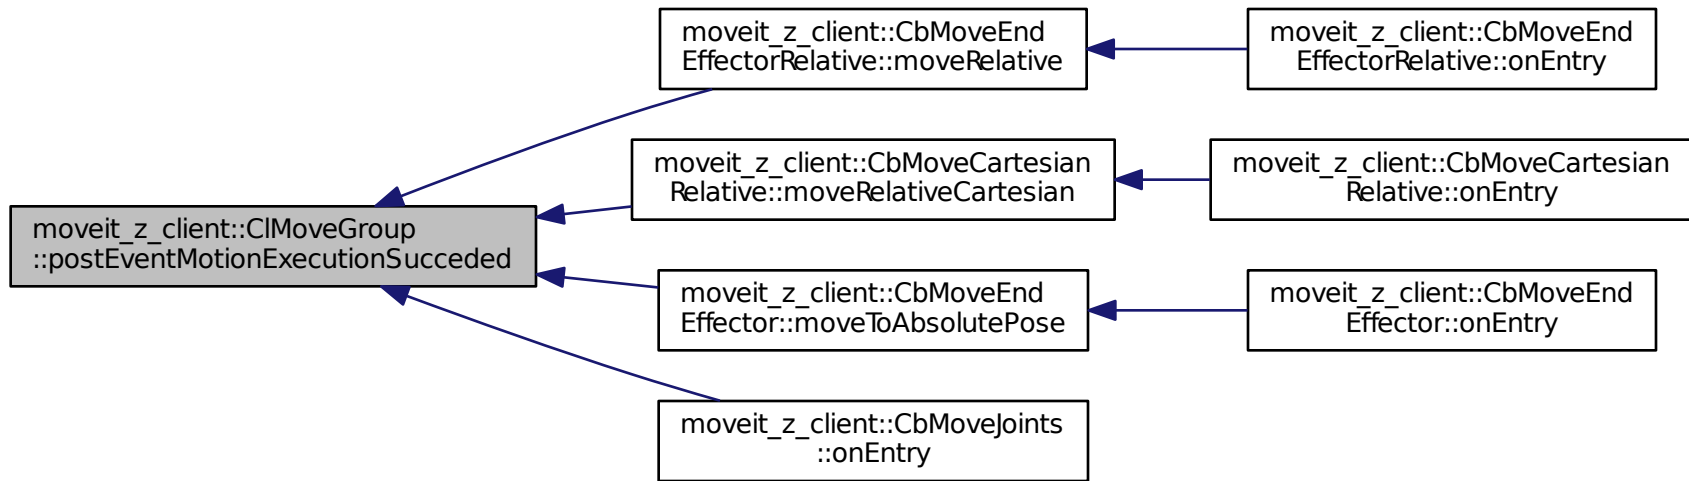 moveit_z_client::CbMoveEnd
EffectorRelative::moveRelative
moveit_z_client::CbMoveEnd
EffectorRelative::onEntry
moveit_z_client::CbMoveCartesian
Relative::moveRelativeCartesian
moveit_z_client::CbMoveCartesian
Relative::onEntry
moveit_z_client::ClMoveGroup
::postEventMotionExecutionSucceded
moveit_z_client::CbMoveEnd
Effector::moveToAbsolutePose
moveit_z_client::CbMoveEnd
Effector::onEntry
moveit_z_client::CbMoveJoints
::onEntry